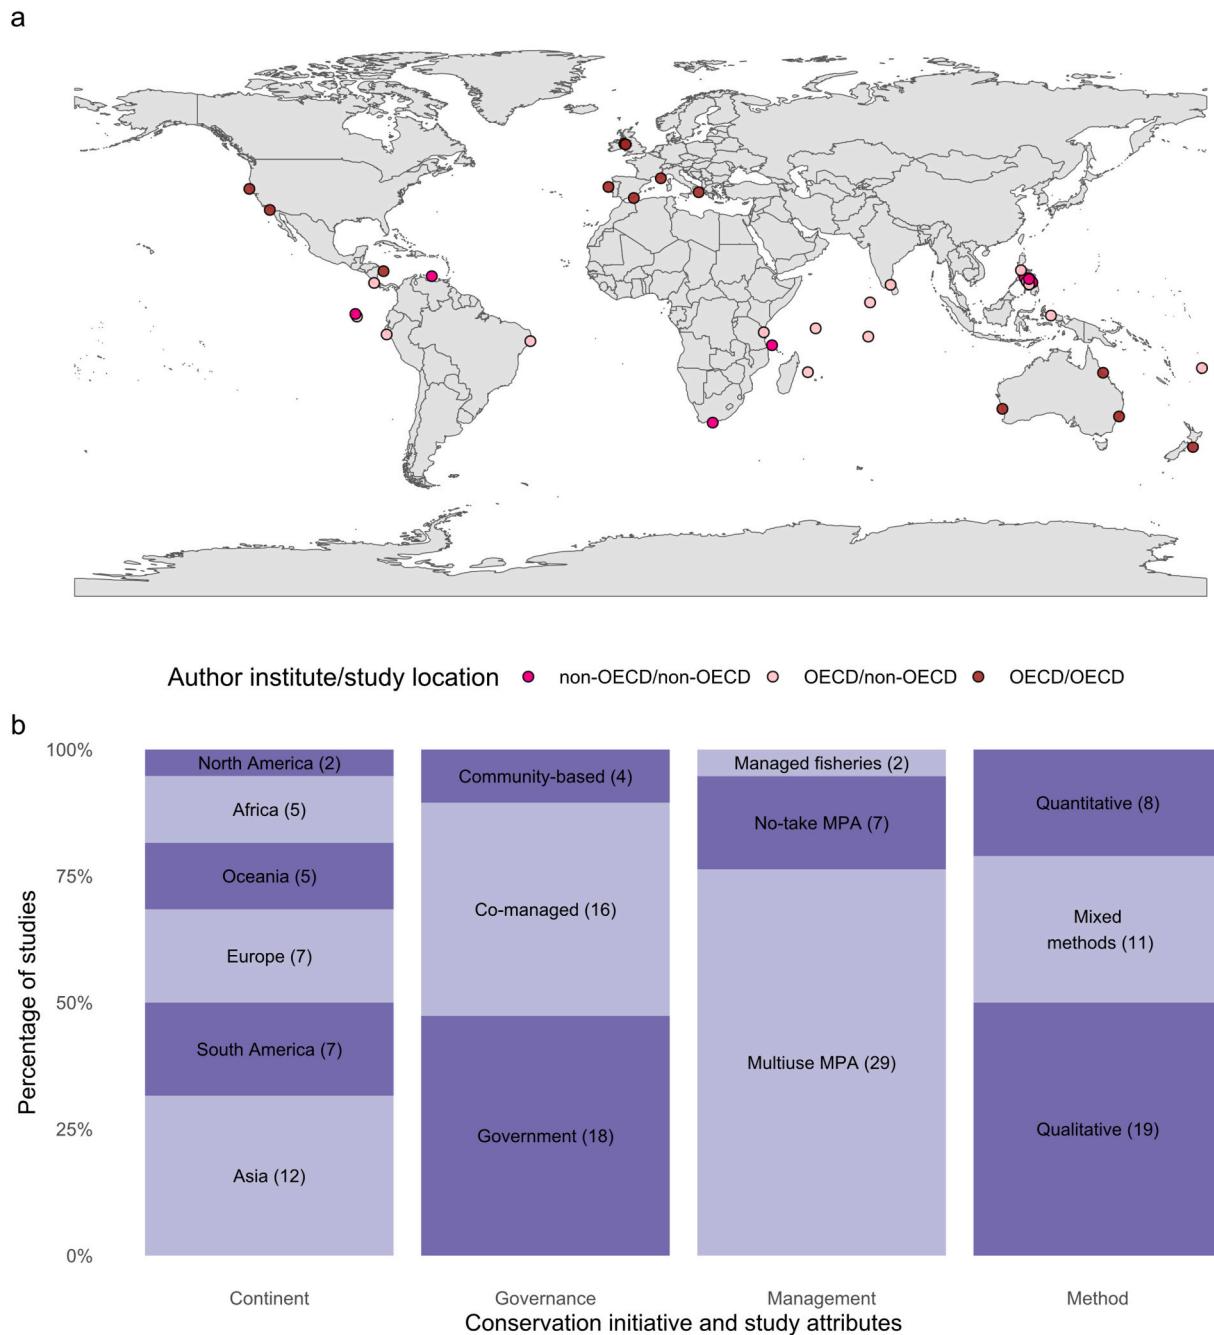 a
Author institute/study location
non-OECD/non-OECD
OECD/non-OECD
OECD/OECD
b
Percentage of studies
100%
75%
50%
25%
0%
North America (2)
Africa (5)
Oceania (5)
Europe (7)
South America (7)
Asia (12)
Community-based (4)
Co-managed (16)
Government (18)
Managed fisheries (2)
No-take MPA (7)
Multiuse MPA (29)
Quantitative (8)
Mixed
methods (11)
Qualitative (19)
Continent
Governance
Management
Method
Conservation initiative and study attributes